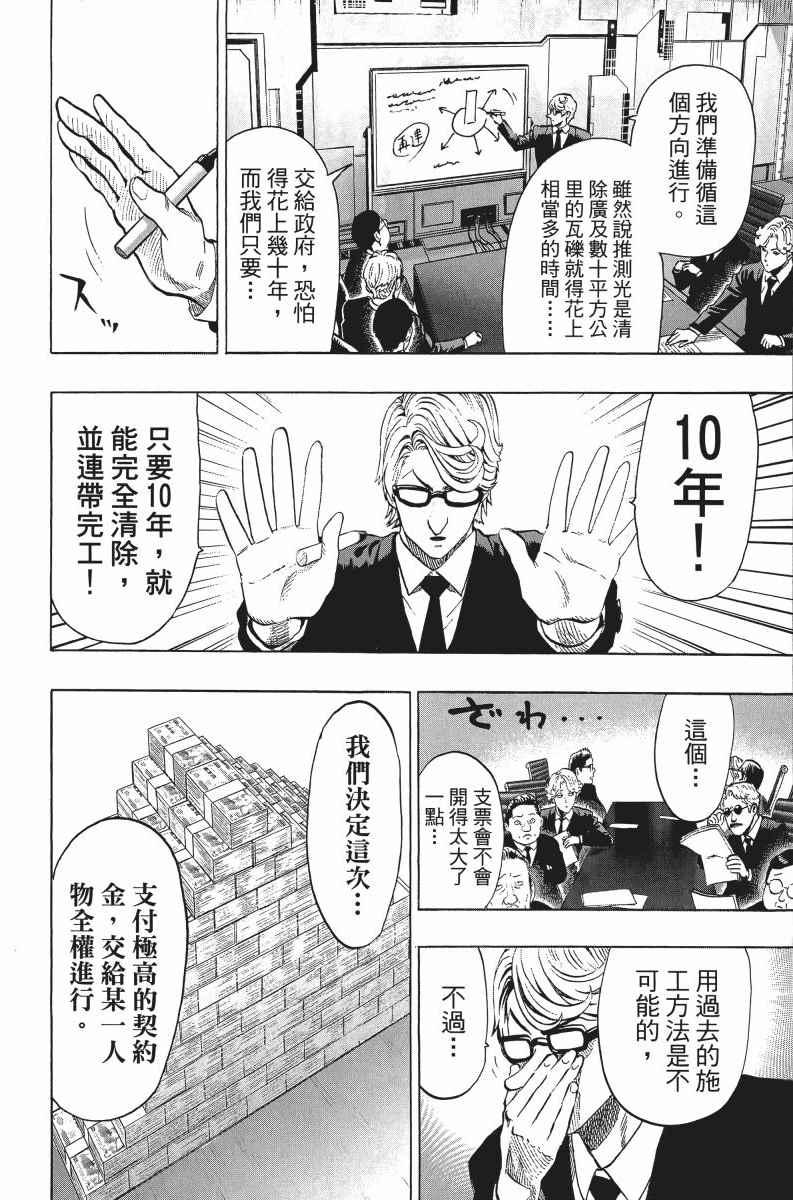 我們準備循這
個方向進行。
雖然說推測光是清
除廣及數十平方公
里的瓦礫就得花上
相當多的時間……
再建
交給政府，恐怕
得花上幾十年，
而我們只要…
スッ
10年！
只要10年，就
能完全清除，
並連帶完工！
這個…
ざわ…
支票會不會
開得太大了
一點…
用過去的施
工方法是不
可能的，
不過…
我們決定這次…
支付極高的契約
金，交給某一人
物全權進行。